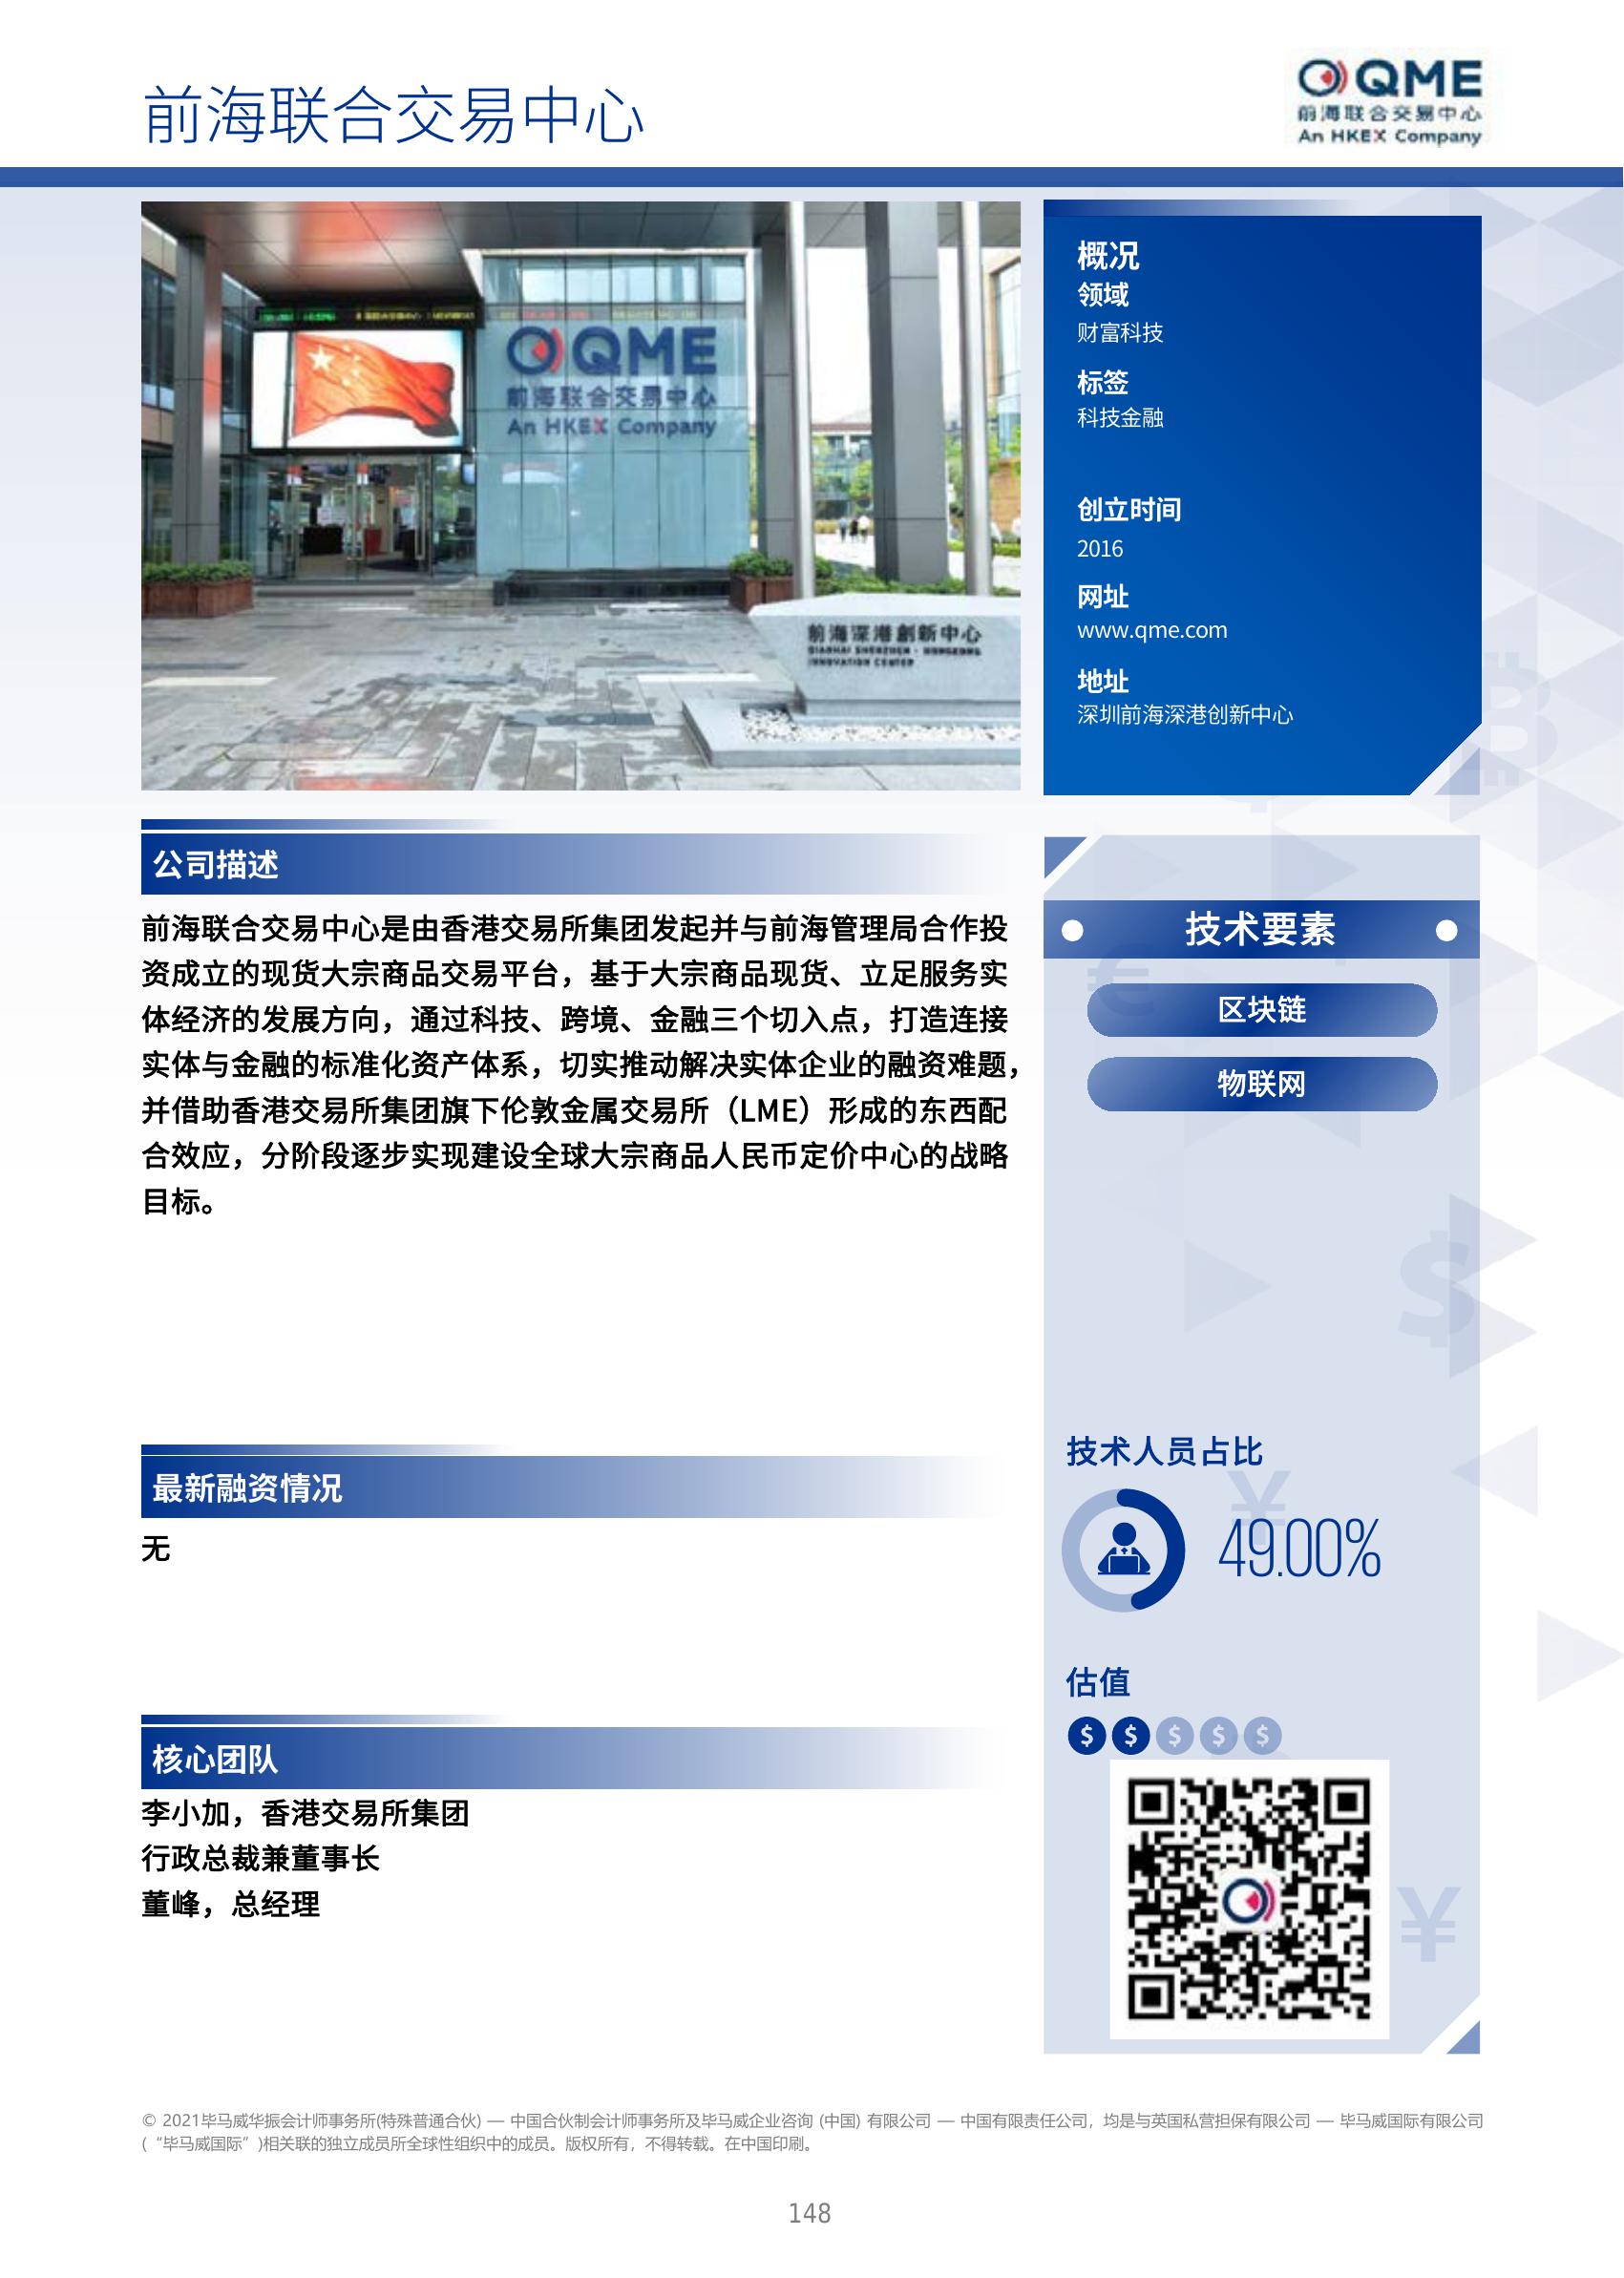 前海联合交易中心
QME
前海联合交易中心
An HKEX Company
QME
前海联合交易中心
An HKEX Company
前海深港創新中心
QIANHAI SHENZHEN · HONGKONG
INNOVATION CENTER
概况
领域
财富科技
标签
科技金融
创立时间
2016
网址
www.qme.com
地址
深圳前海深港创新中心
公司描述
前海联合交易中心是由香港交易所集团发起并与前海管理局合作投
资成立的现货大宗商品交易平台，基于大宗商品现货、立足服务实
体经济的发展方向，通过科技、跨境、金融三个切入点，打造连接
实体与金融的标准化资产体系，切实推动解决实体企业的融资难题，
并借助香港交易所集团旗下伦敦金属交易所（LME）形成的东西配
合效应，分阶段逐步实现建设全球大宗商品人民币定价中心的战略
目标。
最新融资情况
无
核心团队
李小加，香港交易所集团
行政总裁兼董事长
董峰，总经理
技术要素
区块链
物联网
技术人员占比
49.00%
估值
© 2021毕马威华振会计师事务所(特殊普通合伙) — 中国合伙制会计师事务所及毕马威企业咨询 (中国) 有限公司 — 中国有限责任公司，均是与英国私营担保有限公司 — 毕马威国际有限公司
(“毕马威国际”)相关联的独立成员所全球性组织中的成员。版权所有，不得转载。在中国印刷。
148